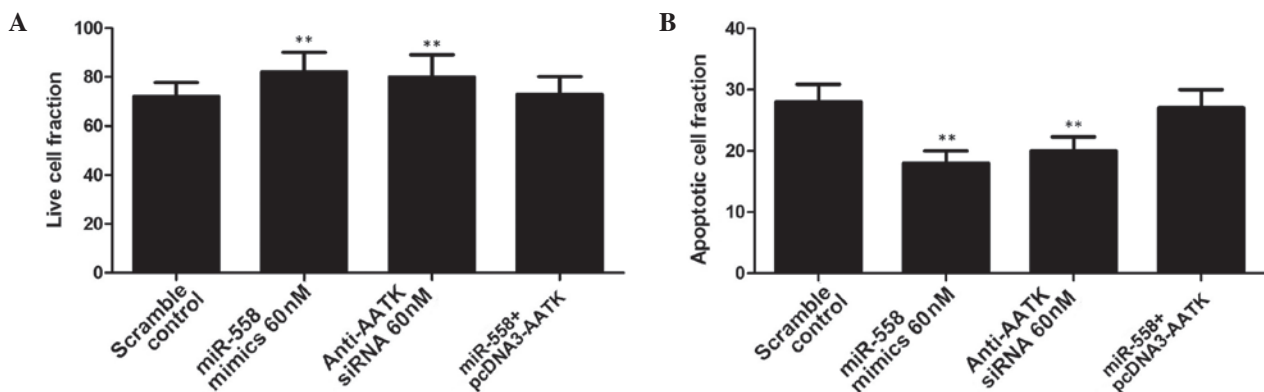 A
Live cell fraction
100
80
60
40
20
0
**
**
Scramble
control
miR-558
mimics 60nM
Anti-AATK
siRNA 60nM
miR-558+
pcDNA3-AATK
B
Apoptotic cell fraction
40
30
20
10
0
**
**
Scramble
control
miR-558
mimics 60nM
Anti-AATK
siRNA 60nM
miR-558+
pcDNA3-AATK